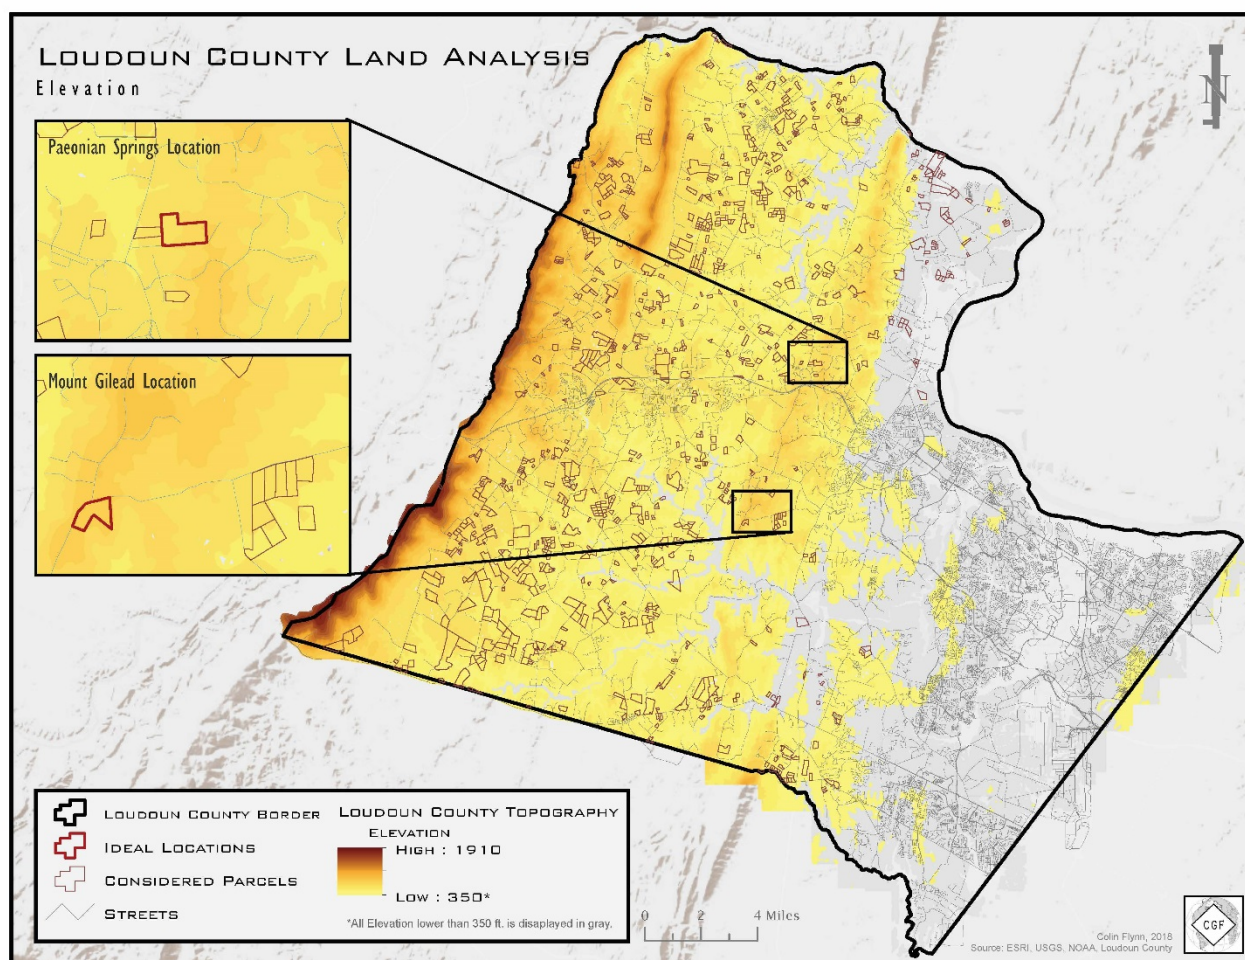 LOUDOUN COUNTY LAND ANALYSIS
Elevation
N
Paeonian Springs Location
Mount Gilead Location
LOUDOUN COUNTY BORDER
IDEAL LOCATIONS
CONSIDERED PARCELS
STREETS
LOUDOUN COUNTY TOPOGRAPHY
ELEVATION
HIGH : 1910
LOW : 350*
*All Elevation lower than 350 ft. is disaplayed in gray.
0 2 4 Miles
Colin Flynn, 2018
Source: ESRI, USGS, NOAA, Loudoun County
CGF